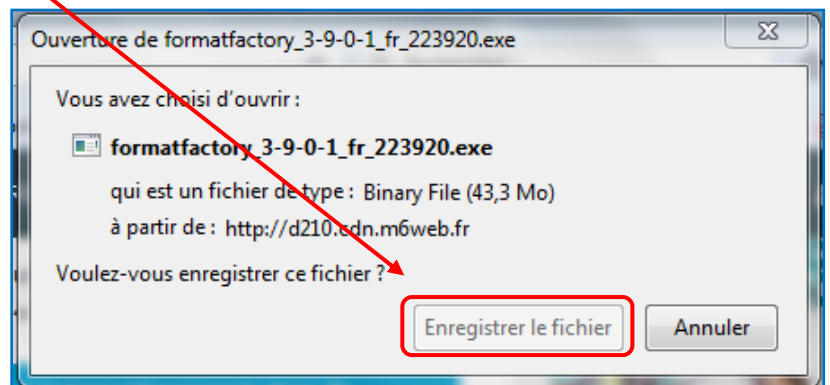 Ouverture de formatfactory_3-9-0-1_fr_223920.exe
Vous avez choisi d'ouvrir :
formatfactory_3-9-0-1_fr_223920.exe
qui est un fichier de type : Binary File (43,3 Mo)
à partir de : http://d210.cdn.m6web.fr
Voulez-vous enregistrer ce fichier ?
Enregistrer le fichier
Annuler